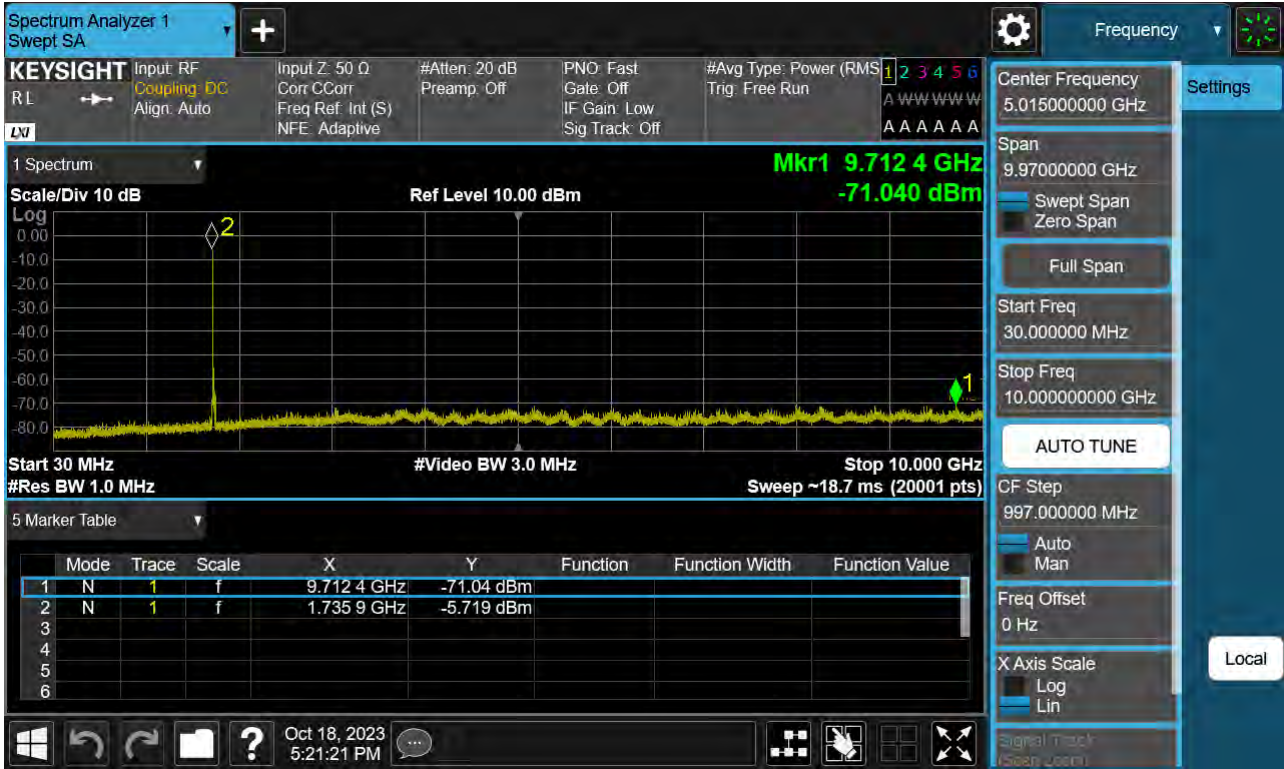 Spectrum Analyzer 1
Swept SA
+
Frequency
KEYSIGHT
RL
LXI
Input: RF
Coupling: DC
Align: Auto
Input Z: 50 Ω
Corr CCorr
Freq Ref: Int (S)
NFE: Adaptive
#Atten: 20 dB
Preamp: Off
PNO: Fast
Gate: Off
IF Gain: Low
Sig Track: Off
#Avg Type: Power (RMS
Trig: Free Run
1 2 3 4 5 6
A W W W W W
A A A A A A
1 Spectrum
Scale/Div 10 dB
Ref Level 10.00 dBm
Mkr1 9.712 4 GHz
-71.040 dBm
Log
0.00
-10.0
-20.0
-30.0
-40.0
-50.0
-60.0
-70.0
-80.0
2
1
Start 30 MHz
#Video BW 3.0 MHz
Stop 10.000 GHz
#Res BW 1.0 MHz
Sweep ~18.7 ms (20001 pts)
5 Marker Table
Mode Trace Scale X Y Function Function Width Function Value
1 N 1 f 9.712 4 GHz -71.04 dBm
2 N 1 f 1.735 9 GHz -5.719 dBm
3
4
5
6
Center Frequency
5.015000000 GHz
Settings
Span
9.97000000 GHz
Swept Span
Zero Span
Full Span
Start Freq
30.000000 MHz
Stop Freq
10.000000000 GHz
AUTO TUNE
CF Step
997.000000 MHz
Auto
Man
Freq Offset
0 Hz
X Axis Scale
Log
Lin
Signal Track
(Span Zoom)
Local
?
Oct 18, 2023
5:21:21 PM